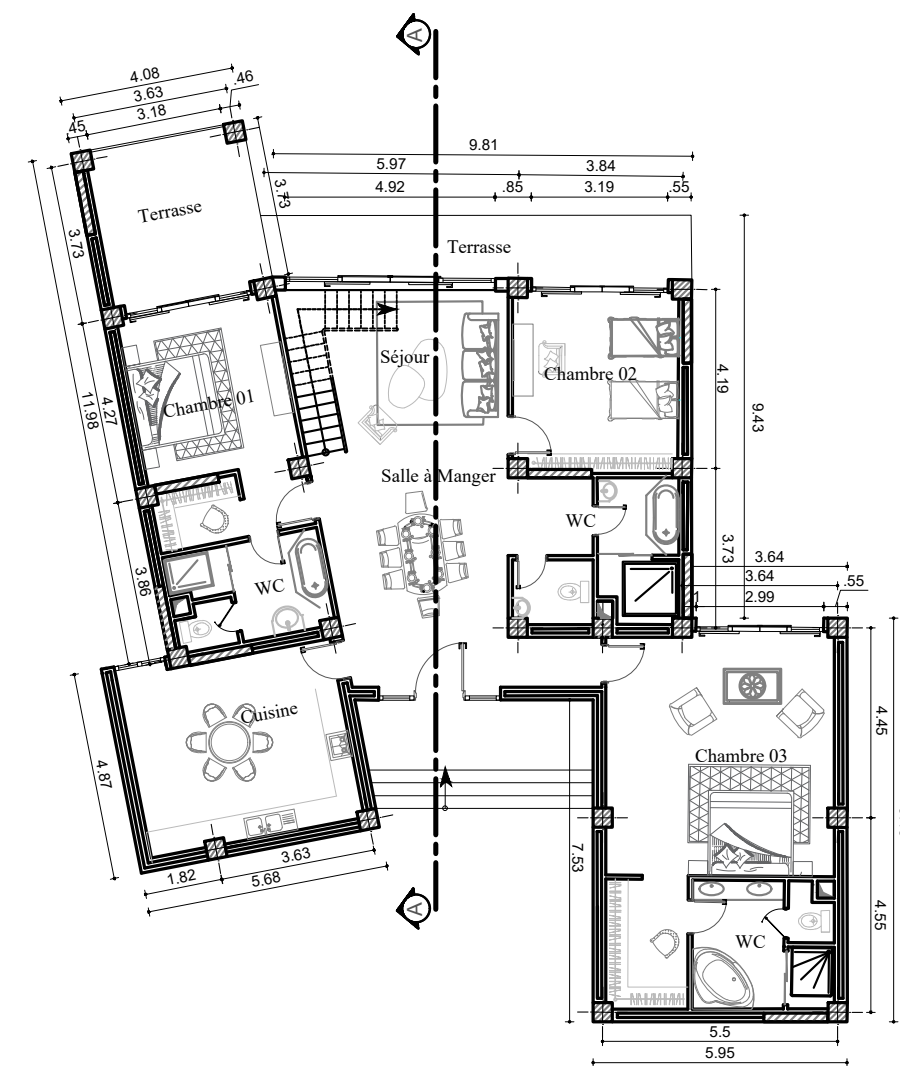 A
4.08
.46
3.63
3.18
.45
9.81
5.97
3.84
4.92
.85
3.19
.55
3.73
Terrasse
3.73
Terrasse
Séjour
Chambre 02
4.19
Chambre 01
4.27
11.98
9.43
Salle à Manger
WC
3.73
3.64
3.64
.55
2.99
3.86
WC
Cuisine
4.45
4.87
Chambre 03
7.53
3.63
1.82
5.68
A
4.55
WC
5.5
5.95